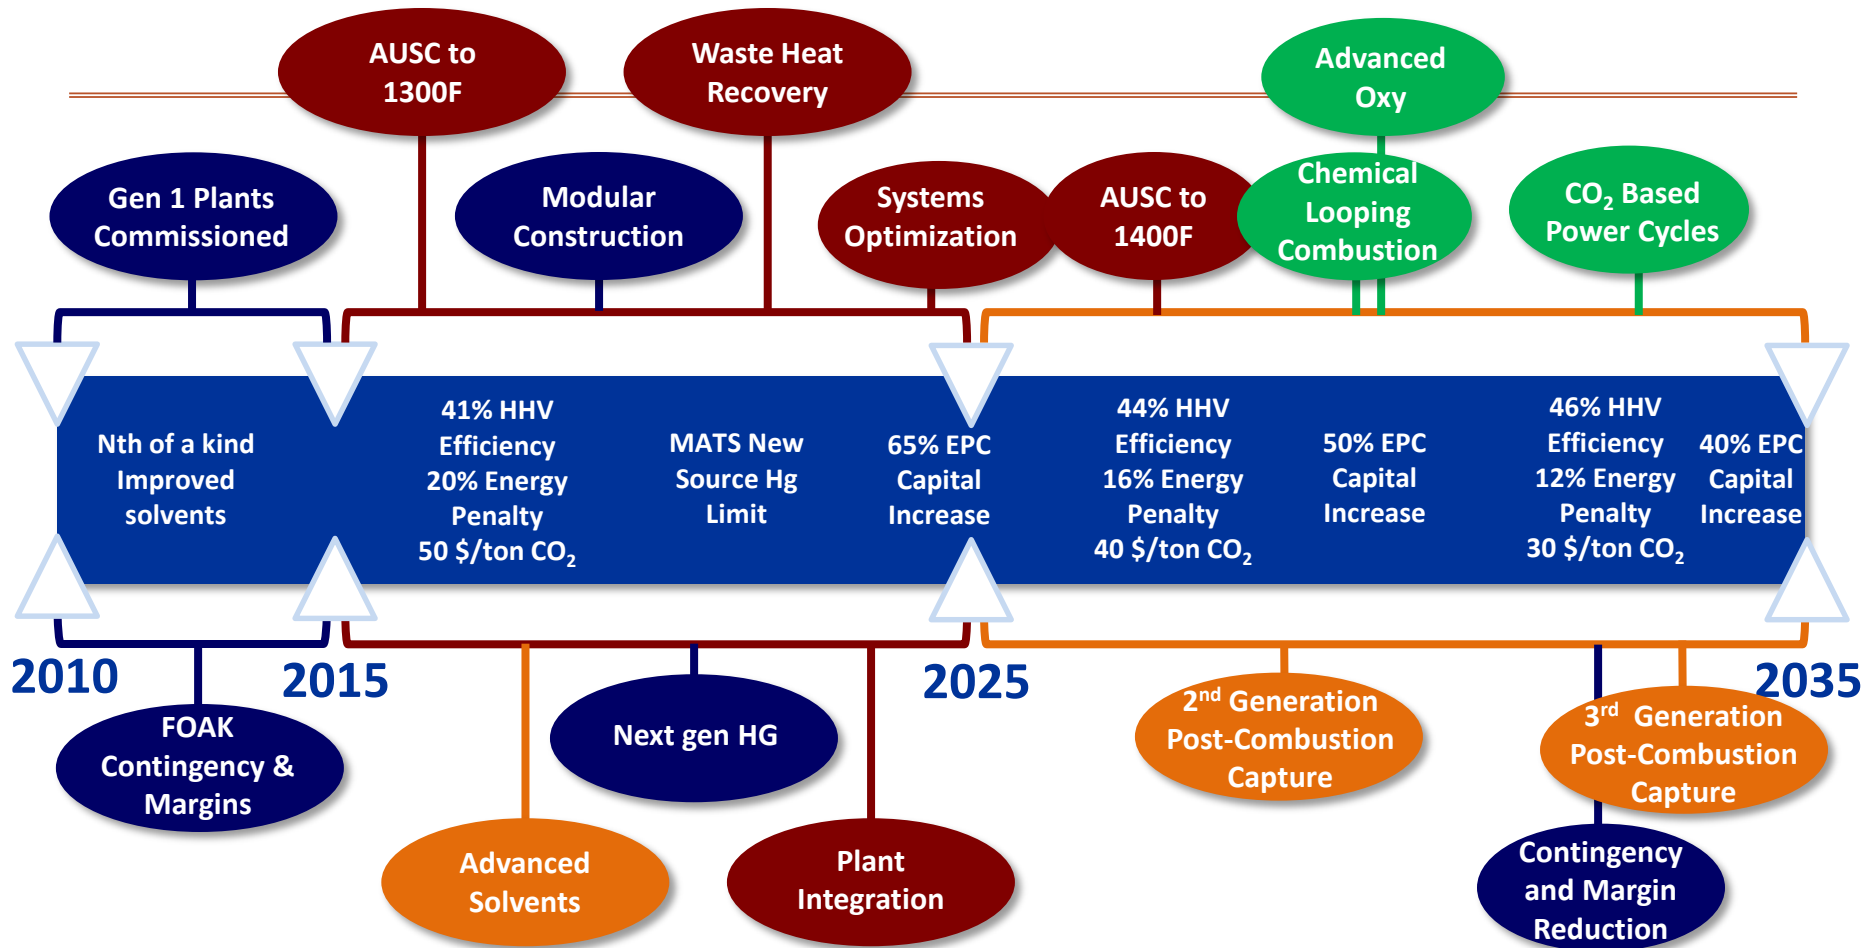 AUSC to
1300F
Waste Heat
Recovery
Advanced
Oxy
Gen 1 Plants
Commissioned
Modular
Construction
Systems
Optimization
AUSC to
1400F
Chemical
Looping
Combustion
CO₂ Based
Power Cycles
Nth of a kind
Improved
solvents
41% HHV
Efficiency
20% Energy
Penalty
50 $/ton CO₂
MATS New
Source Hg
Limit
65% EPC
Capital
Increase
44% HHV
Efficiency
16% Energy
Penalty
40 $/ton CO₂
50% EPC
Capital
Increase
46% HHV
Efficiency
12% Energy
Penalty
30 $/ton CO₂
40% EPC
Capital
Increase
2010
2015
2025
2035
FOAK
Contingency &
Margins
Next gen HG
2nd Generation
Post-Combustion
Capture
3rd Generation
Post-Combustion
Capture
Advanced
Solvents
Plant
Integration
Contingency
and Margin
Reduction